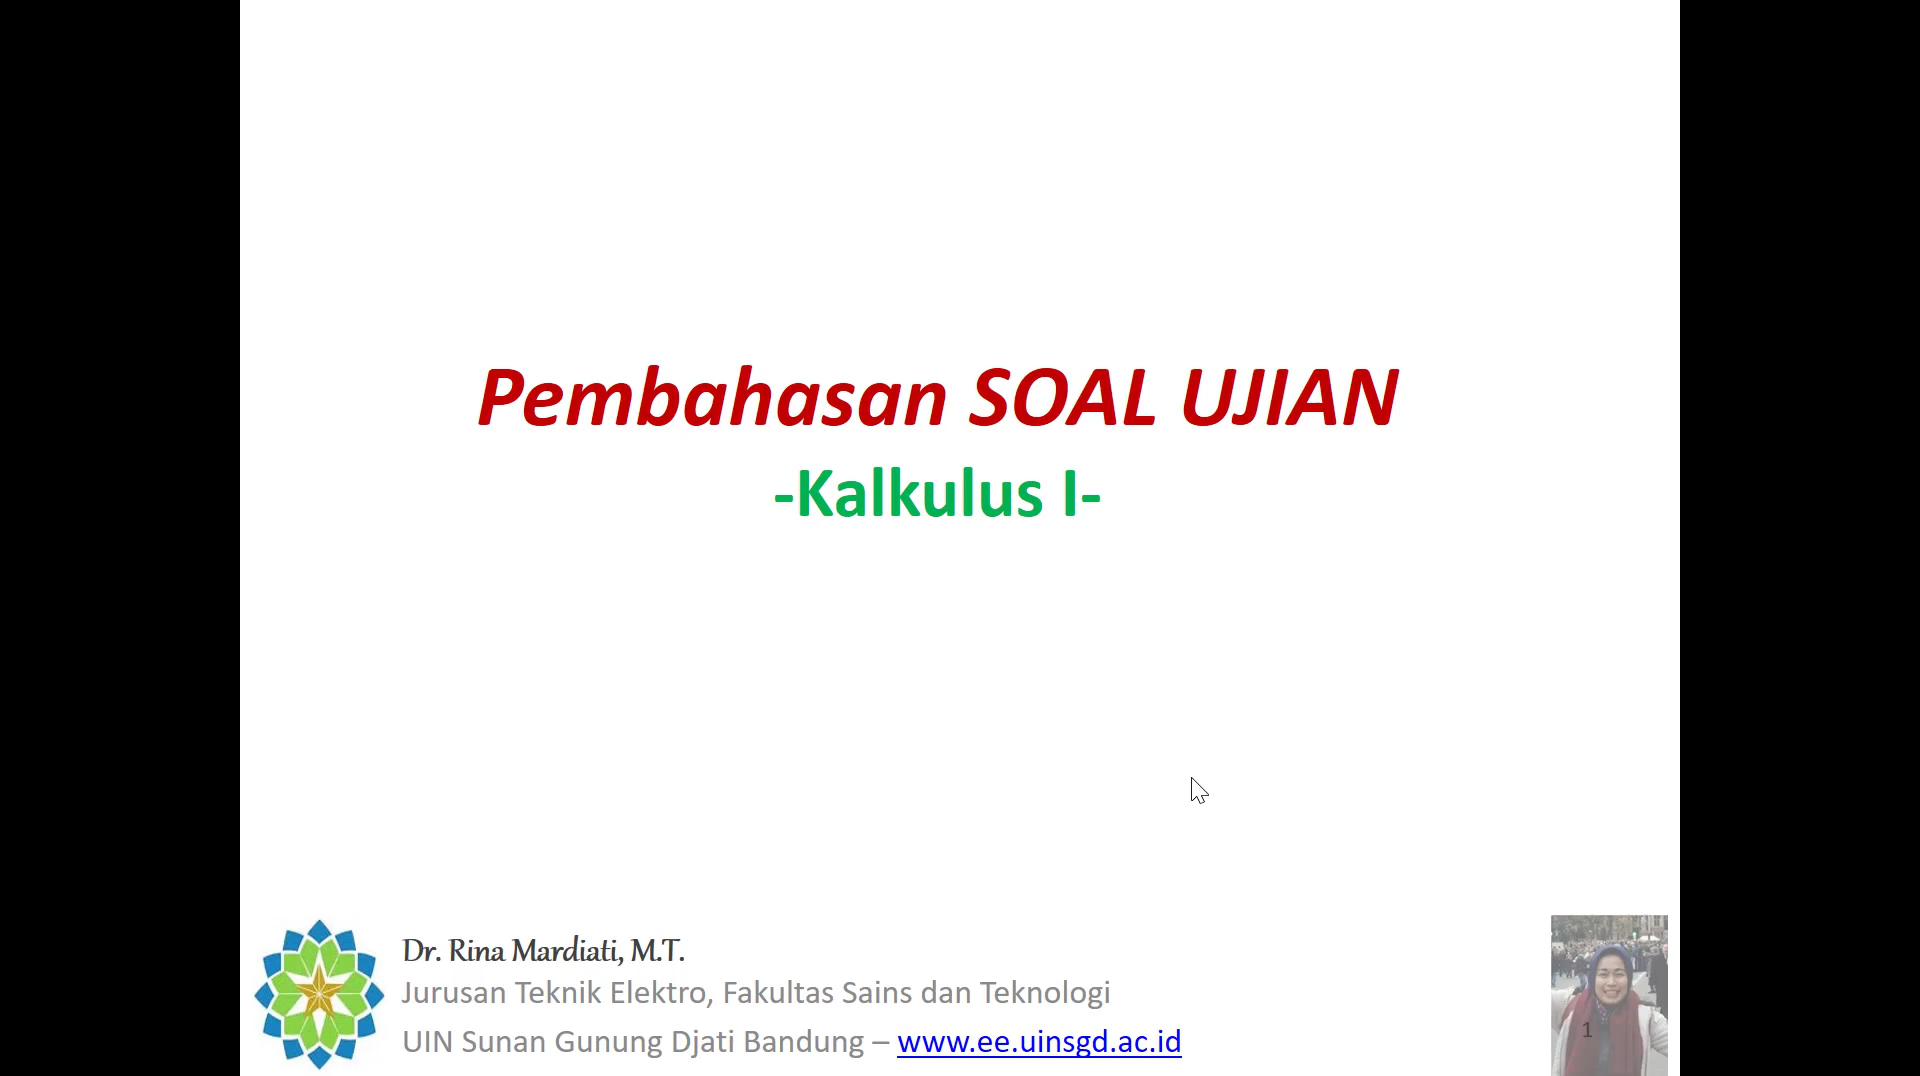 Pembahasan SOAL UJIAN
-Kalkulus I-
Dr. Rina Mardiati, M.T.
Jurusan Teknik Elektro, Fakultas Sains dan Teknologi
UIN Sunan Gunung Djati Bandung – www.ee.uinsgd.ac.id
1